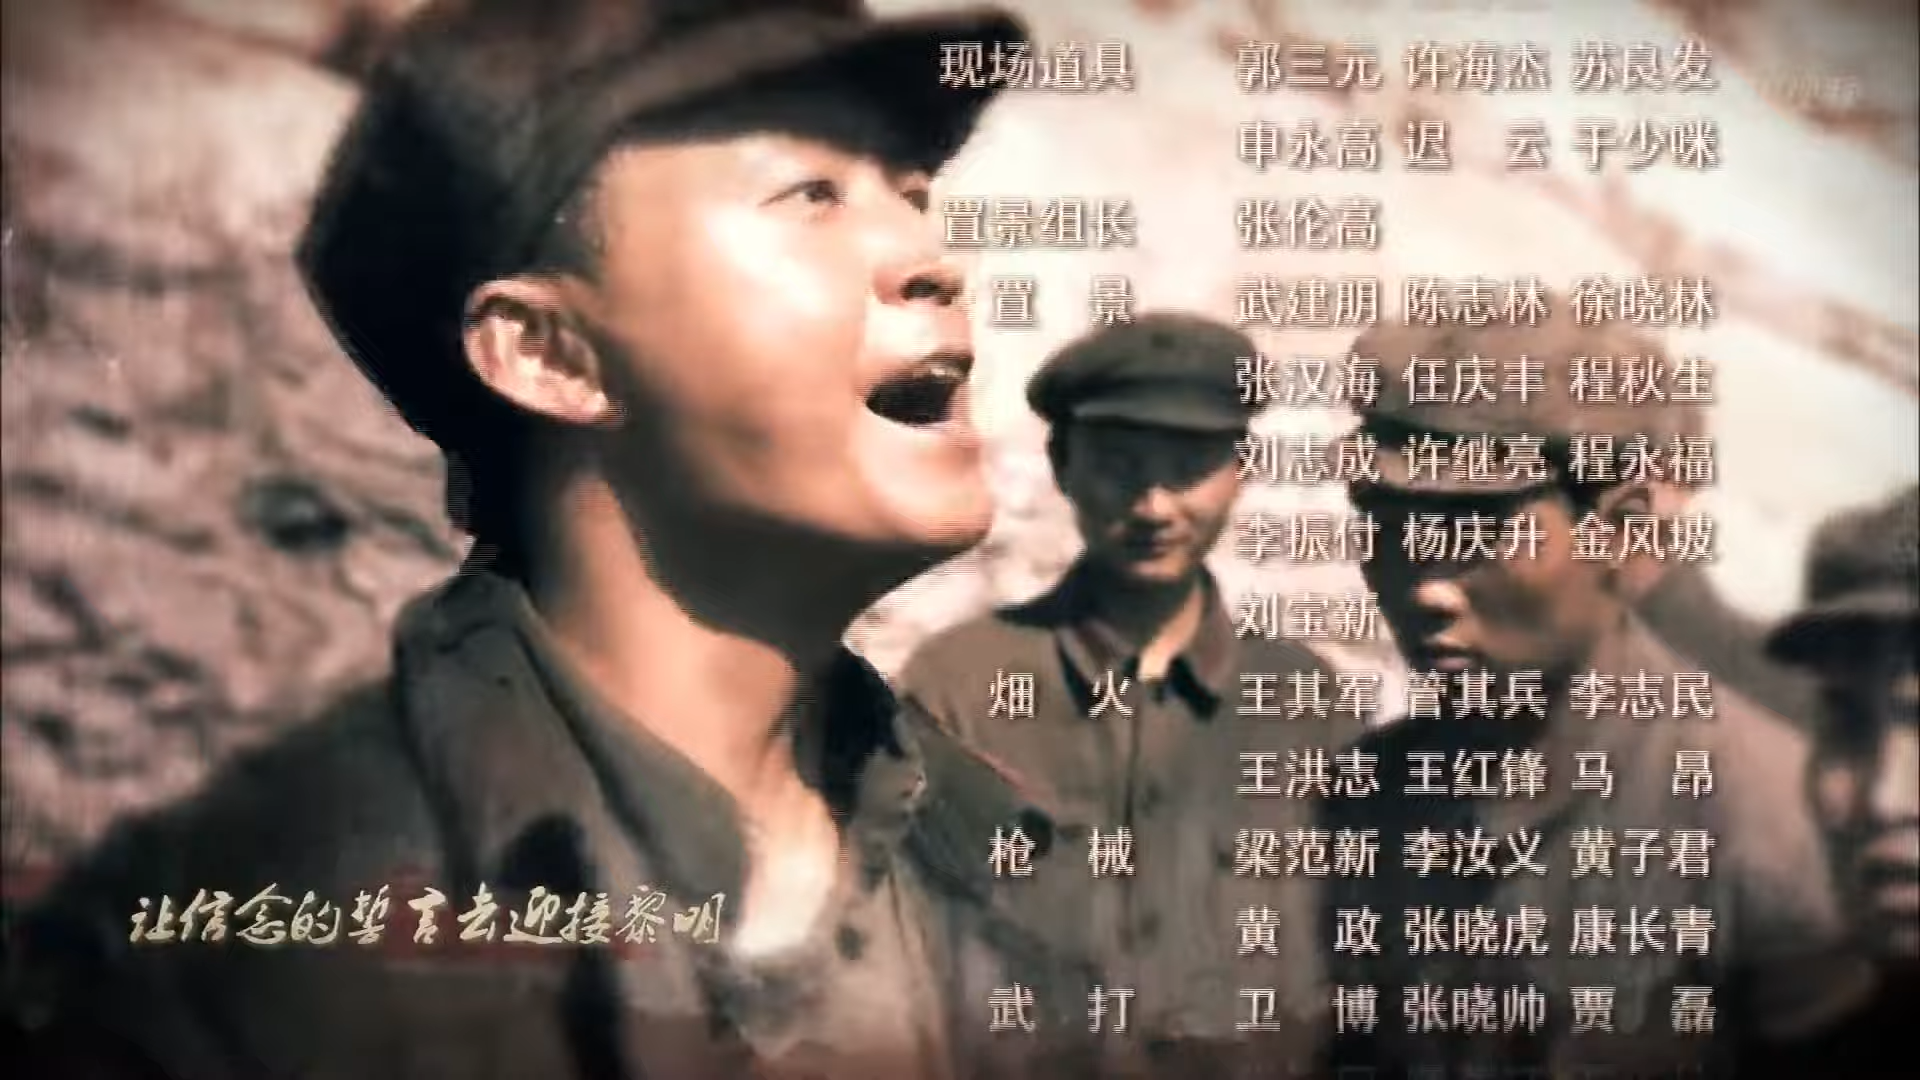 现场道具 郭三元 许海杰 苏良发
申永高 迟 云 于少咪
置景组长 张伦高
置 景 武建朋 陈志林 徐晓林
张汉海 任庆丰 程秋生
刘志成 许继亮 程永福
李振付 杨庆升 金凤坡
刘宝新
烟 火 王其军 管其兵 李志民
王洪志 王红锋 马 昂
枪 械 梁范新 李汝义 黄子君
黄 政 张晓虎 康长青
武 打 卫 博 张晓帅 贾 磊
让信念的誓言去迎接黎明